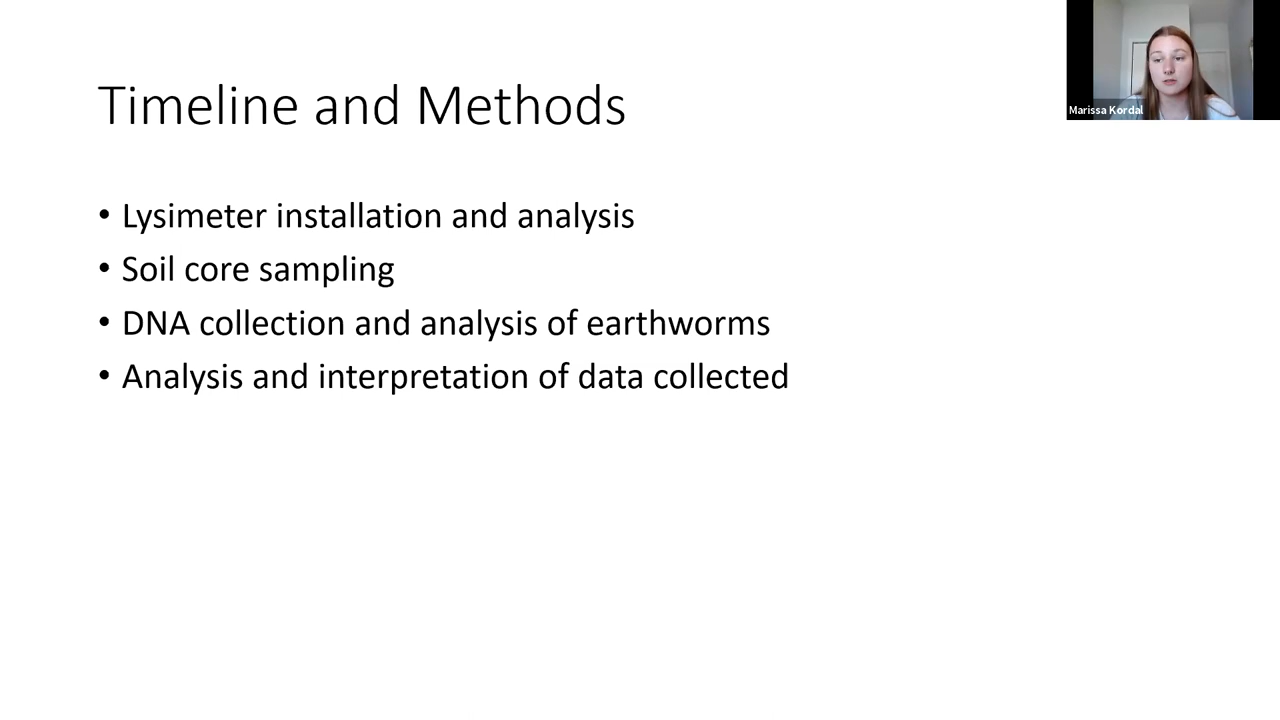 Timeline and Methods
Marissa Kordal
• Lysimeter installation and analysis
• Soil core sampling
• DNA collection and analysis of earthworms
• Analysis and interpretation of data collected